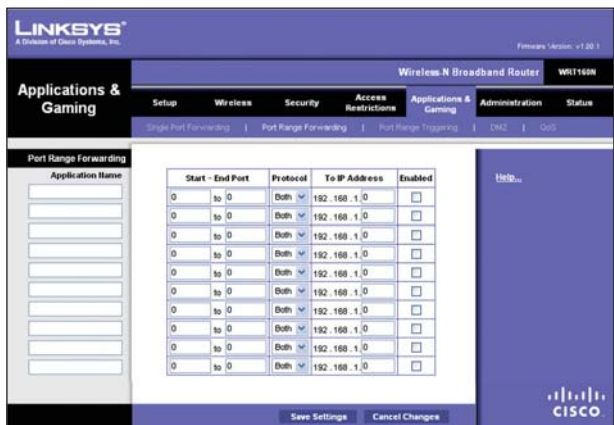 LINKSYS®
A Division of Cisco Systems, Inc.
Firmware Version: v1.00.1
Wireless-N Broadband Router WRT160N
Applications & Gaming
Setup Wireless Security Access Restrictions Applications & Gaming Administration Status
Single Port Forwarding | Port Range Forwarding | Port Range Triggering | DMZ | QoS
Port Range Forwarding
Application Name
Start - End Port Protocol To IP Address Enabled
Help...
0 to 0 Both 192 . 168 . 1. 0
0 to 0 Both 192 . 168 . 1. 0
0 to 0 Both 192 . 168 . 1. 0
0 to 0 Both 192 . 168 . 1. 0
0 to 0 Both 192 . 168 . 1. 0
0 to 0 Both 192 . 168 . 1. 0
0 to 0 Both 192 . 168 . 1. 0
0 to 0 Both 192 . 168 . 1. 0
0 to 0 Both 192 . 168 . 1. 0
0 to 0 Both 192 . 168 . 1. 0
Save Settings Cancel Changes
CISCO